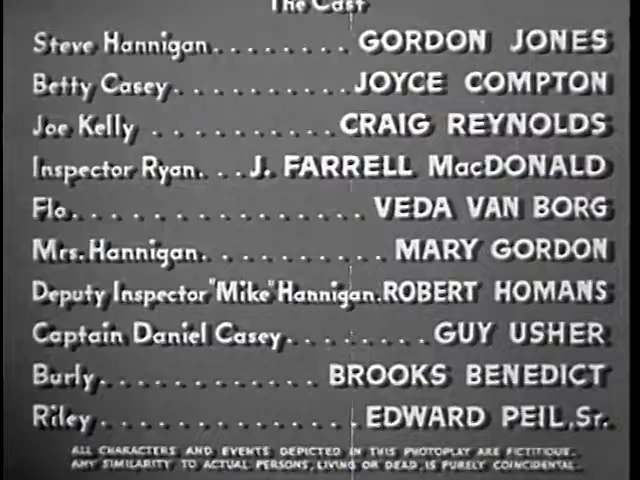 The Cast
Steve Hannigan........ GORDON JONES
Betty Casey...........JOYCE COMPTON
Joe Kelly ..........CRAIG REYNOLDS
Inspector Ryan...J. FARRELL MacDONALD
Flo................ VEDA VAN BORG
Mrs. Hannigan.......... MARY GORDON
Deputy Inspector "Mike" Hannigan.ROBERT HOMANS
Captain Daniel Casey........ GUY USHER
Burly............. BROOKS BENEDICT
Riley...............EDWARD PEIL, Sr.
ALL CHARACTERS AND EVENTS DEPICTED IN THIS PHOTOPLAY ARE FICTITIOUS.
ANY SIMILARITY TO ACTUAL PERSONS, LIVING OR DEAD, IS PURELY COINCIDENTAL.